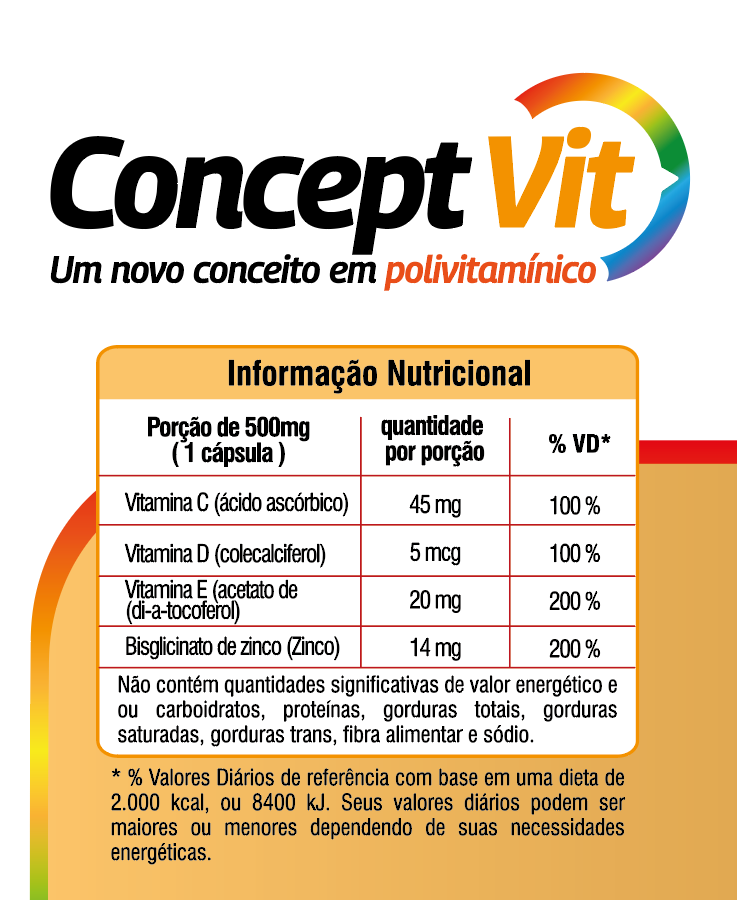 Concept Vit
Um novo conceito em polivitamínico
Informação Nutricional
Porção de 500mg
( 1 cápsula )
quantidade
por porção
% VD*
Vitamina C (ácido ascórbico)
45 mg
100 %
Vitamina D (colecalciferol)
5 mcg
100 %
Vitamina E (acetato de
(di-a-tocoferol)
20 mg
200 %
Bisglicinato de zinco (Zinco)
14 mg
200 %
Não contém quantidades significativas de valor energético e
ou carboidratos, proteínas, gorduras totais, gorduras
saturadas, gorduras trans, fibra alimentar e sódio.
* % Valores Diários de referência com base em uma dieta de
2.000 kcal, ou 8400 kJ. Seus valores diários podem ser
maiores ou menores dependendo de suas necessidades
energéticas.